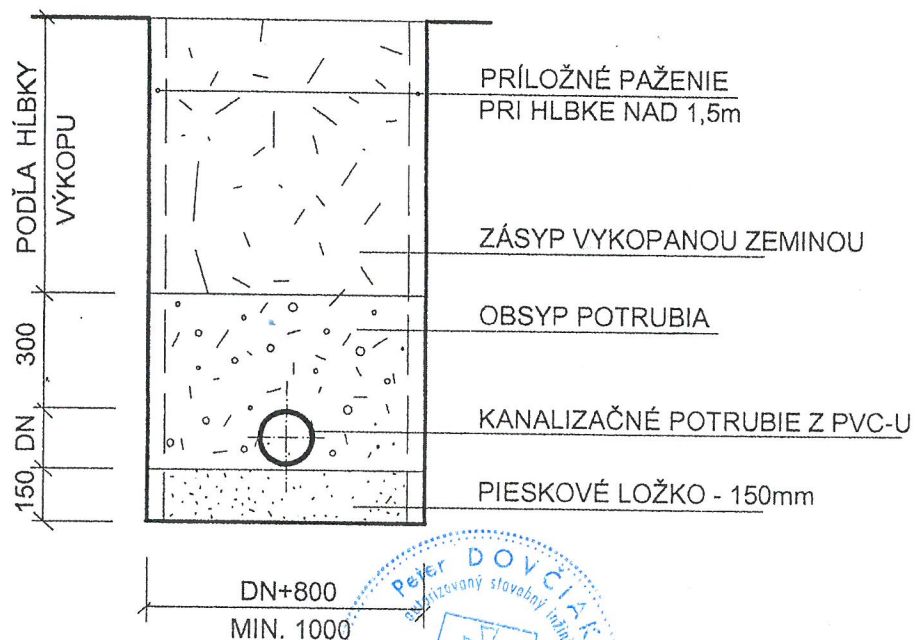 PODĽA HĹBKY
VÝKOPU
300
DN
150
PRÍLOŽNÉ PAŽENIE
PRI HLBKE NAD 1,5m
ZÁSYP VYKOPANOU ZEMINOU
OBSYP POTRUBIA
KANALIZAČNÉ POTRUBIE Z PVC-U
PIESKOVÉ LOŽKO - 150mm
DN+800
MIN. 1000
Peter DOVČIAK
autorizovaný stavebný